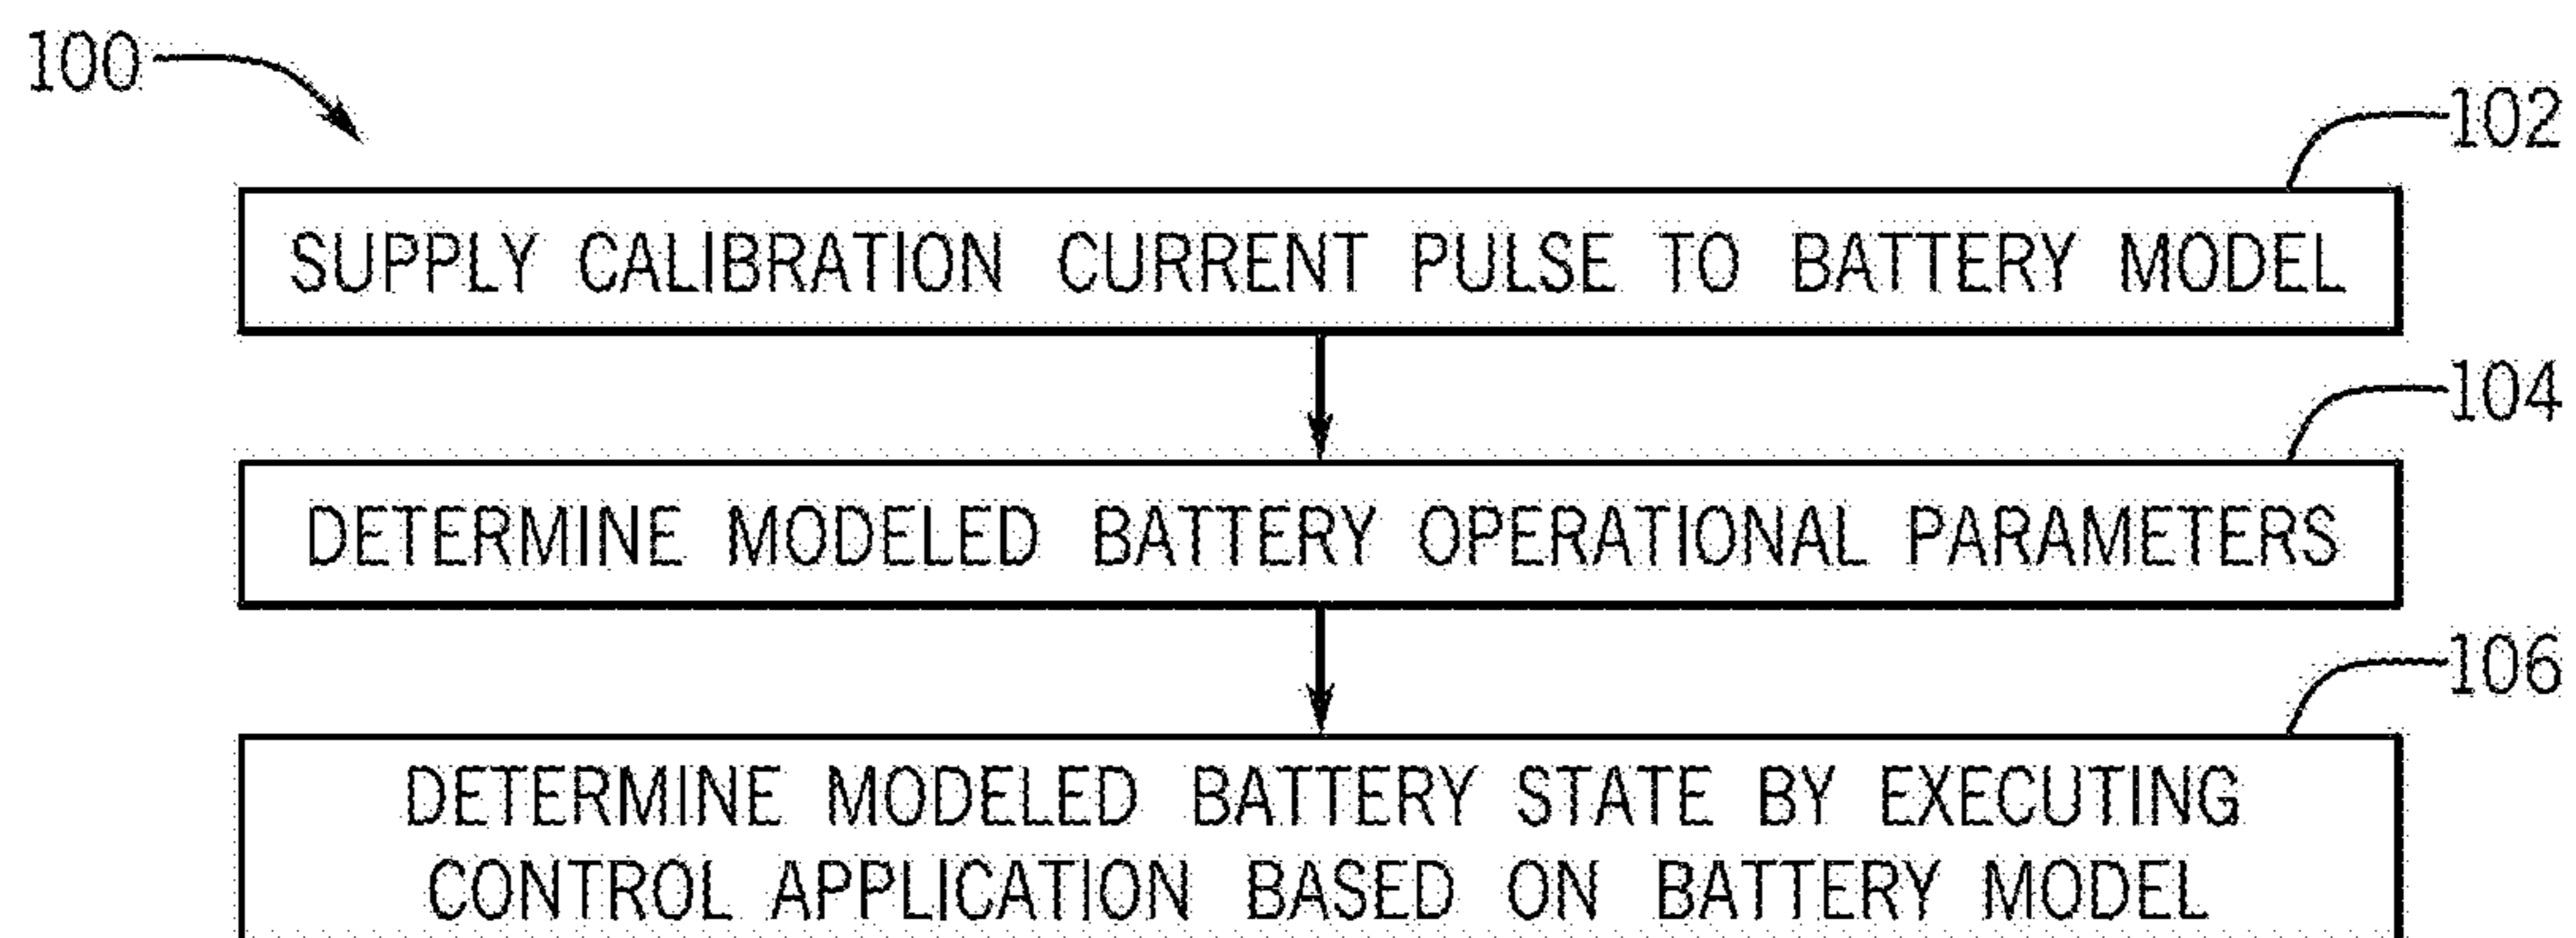 100
102
SUPPLY CALIBRATION CURRENT PULSE TO BATTERY MODEL
104
DETERMINE MODELED BATTERY OPERATIONAL PARAMETERS
106
DETERMINE MODELED BATTERY STATE BY EXECUTING
CONTROL APPLICATION BASED ON BATTERY MODEL